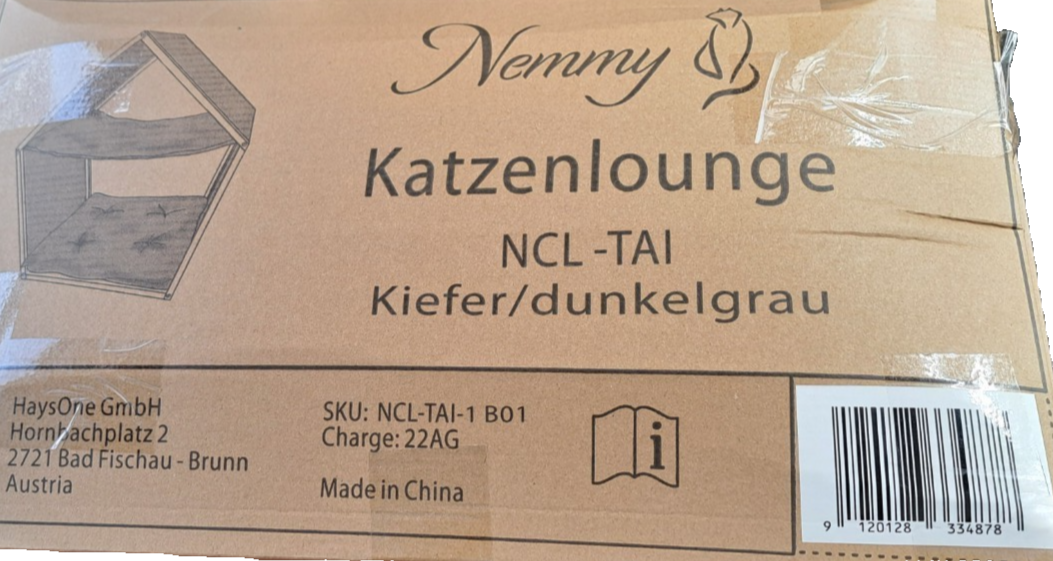 Nemmy
Katzenlounge
NCL -TAI
Kiefer/dunkelgrau
HaysOne GmbH
Hornbachplatz 2
2721 Bad Fischau - Brunn
Austria
SKU: NCL-TAI-1 B01
Charge: 22AG
Made in China
i
9 120128 334878